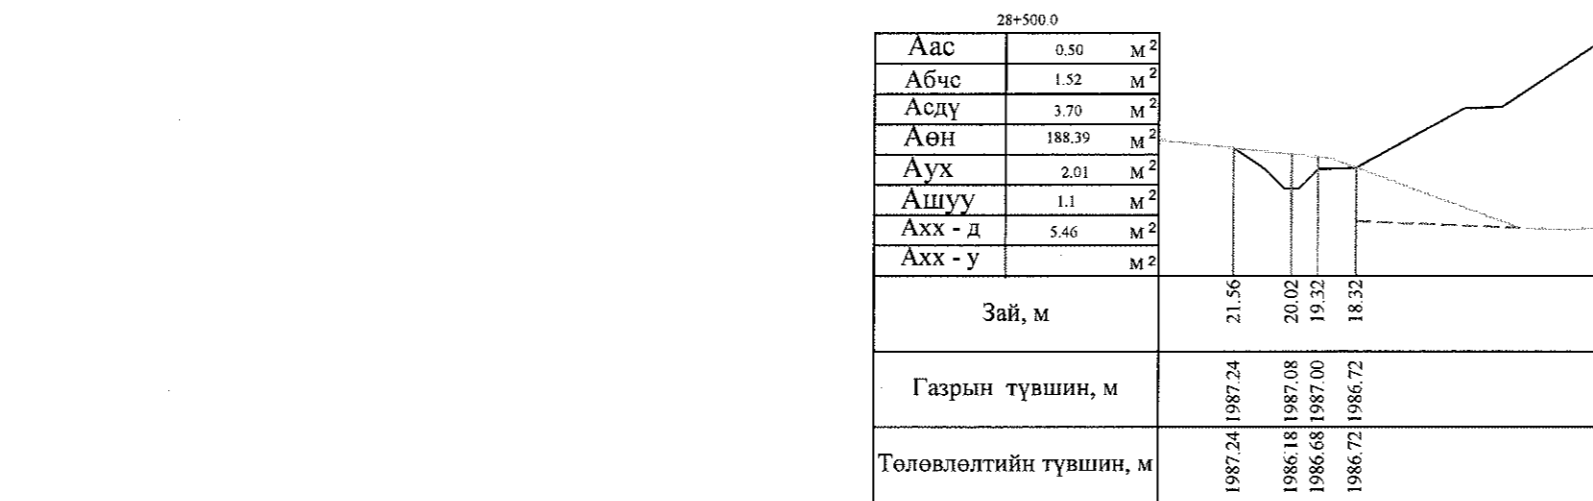 28+500.0
Аас 0.50 м²
Абчс 1.52 м²
Асдү 3.70 м²
Аөн 188.39 м²
Аух 2.01 м²
Ашуу 1.1 м²
Ахх - д 5.46 м²
Ахх - у м²
Зай, м 21.56 20.02 19.32 18.32
Газрын түвшин, м 1987.24 1987.08 1987.00 1986.72
Төлөвлөлтийн түвшин, м 1987.24 1986.18 1986.68 1986.72